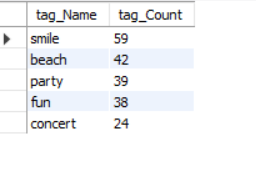 tag_Name tag_Count
smile 59
beach 42
party 39
fun 38
concert 24